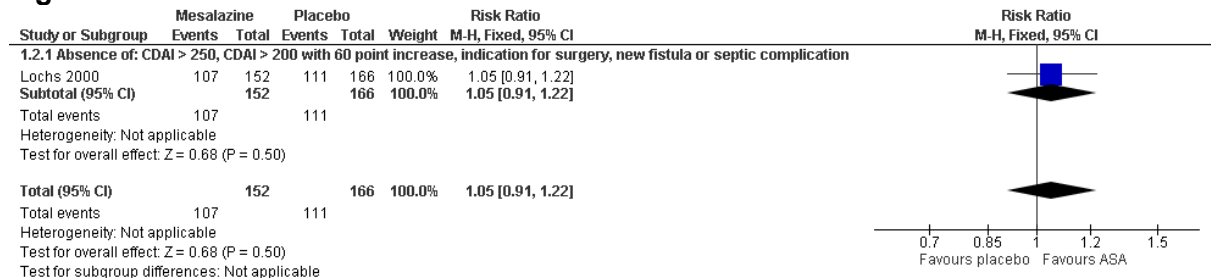 Mesalazine Placebo Risk Ratio Risk Ratio
Study or Subgroup Events Total Events Total Weight M-H, Fixed, 95% CI M-H, Fixed, 95% CI
1.2.1 Absence of: CDAI > 250, CDAI > 200 with 60 point increase, indication for surgery, new fistula or septic complication
Lochs 2000 107 152 111 166 100.0% 1.05 [0.91, 1.22]
Subtotal (95% CI) 152 166 100.0% 1.05 [0.91, 1.22]
Total events 107 111
Heterogeneity: Not applicable
Test for overall effect: Z = 0.68 (P = 0.50)
Total (95% CI) 152 166 100.0% 1.05 [0.91, 1.22]
Total events 107 111
Heterogeneity: Not applicable
Test for overall effect: Z = 0.68 (P = 0.50)
Test for subgroup differences: Not applicable
0.7 0.85 1 1.2 1.5
Favours placebo Favours ASA